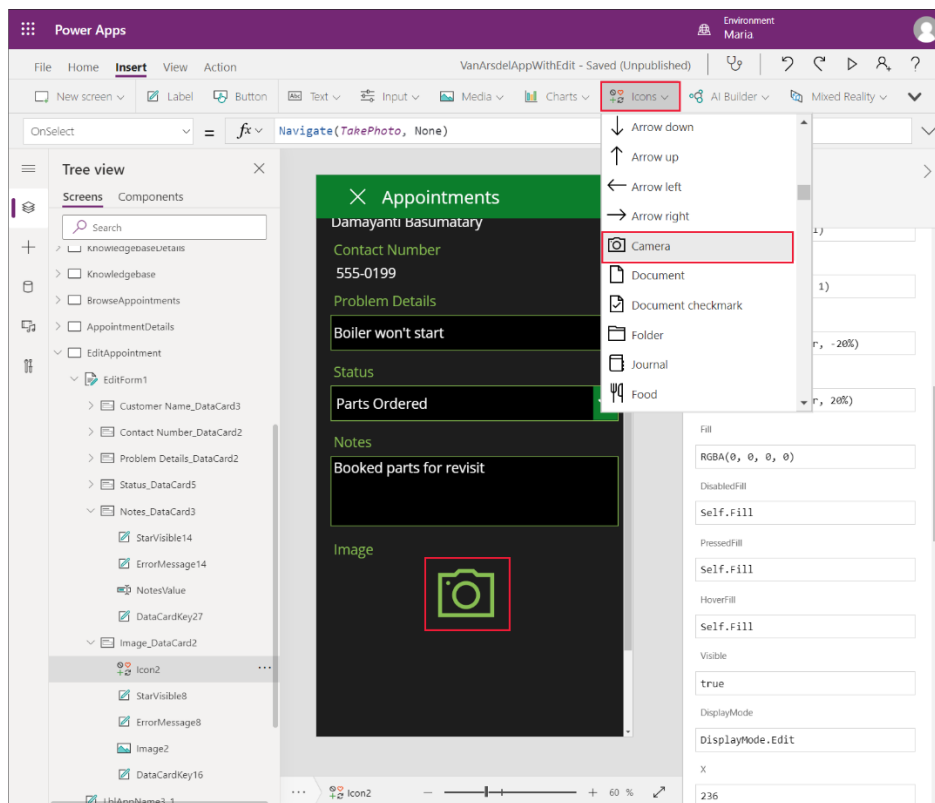 Power Apps
Environment
Maria
File Home Insert View Action
VanArsdelAppWithEdit - Saved (Unpublished)
New screen Label Button Text Input Media Charts Icons AI Builder Mixed Reality
OnSelect = fx Navigate(TakePhoto, None)
Tree view
Screens Components
Search
KnowledgebaseDetails
Knowledgebase
BrowseAppointments
AppointmentDetails
EditAppointment
EditForm1
Customer Name_DataCard3
Contact Number_DataCard2
Problem Details_DataCard2
Status_DataCard5
Notes_DataCard3
StarVisible14
ErrorMessage14
NotesValue
DataCardKey27
Image_DataCard2
Icon2
StarVisible8
ErrorMessage8
Image2
DataCardKey16
LblAppName3_1
Appointments
Damayanti Basumatary
Contact Number
555-0199
Problem Details
Boiler won't start
Status
Parts Ordered
Notes
Booked parts for revisit
Image
Icon2
60 %
Arrow down
Arrow up
Arrow left
Arrow right
Camera
Document
Document checkmark
Folder
Journal
Food
1)
1)
r, -20%)
r, 20%)
Fill
RGBA(0, 0, 0, 0)
DisabledFill
Self.Fill
PressedFill
Self.Fill
HoverFill
Self.Fill
Visible
true
DisplayMode
DisplayMode.Edit
X
236